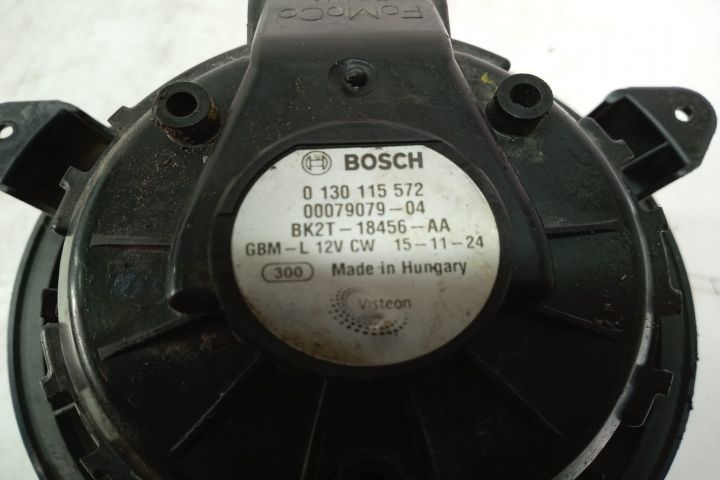 FoMoCo
BOSCH
0 130 115 572
00079079-04
BK2T-18456-AA
GBM-L 12V CW 15-11-24
300 Made in Hungary
Visteon